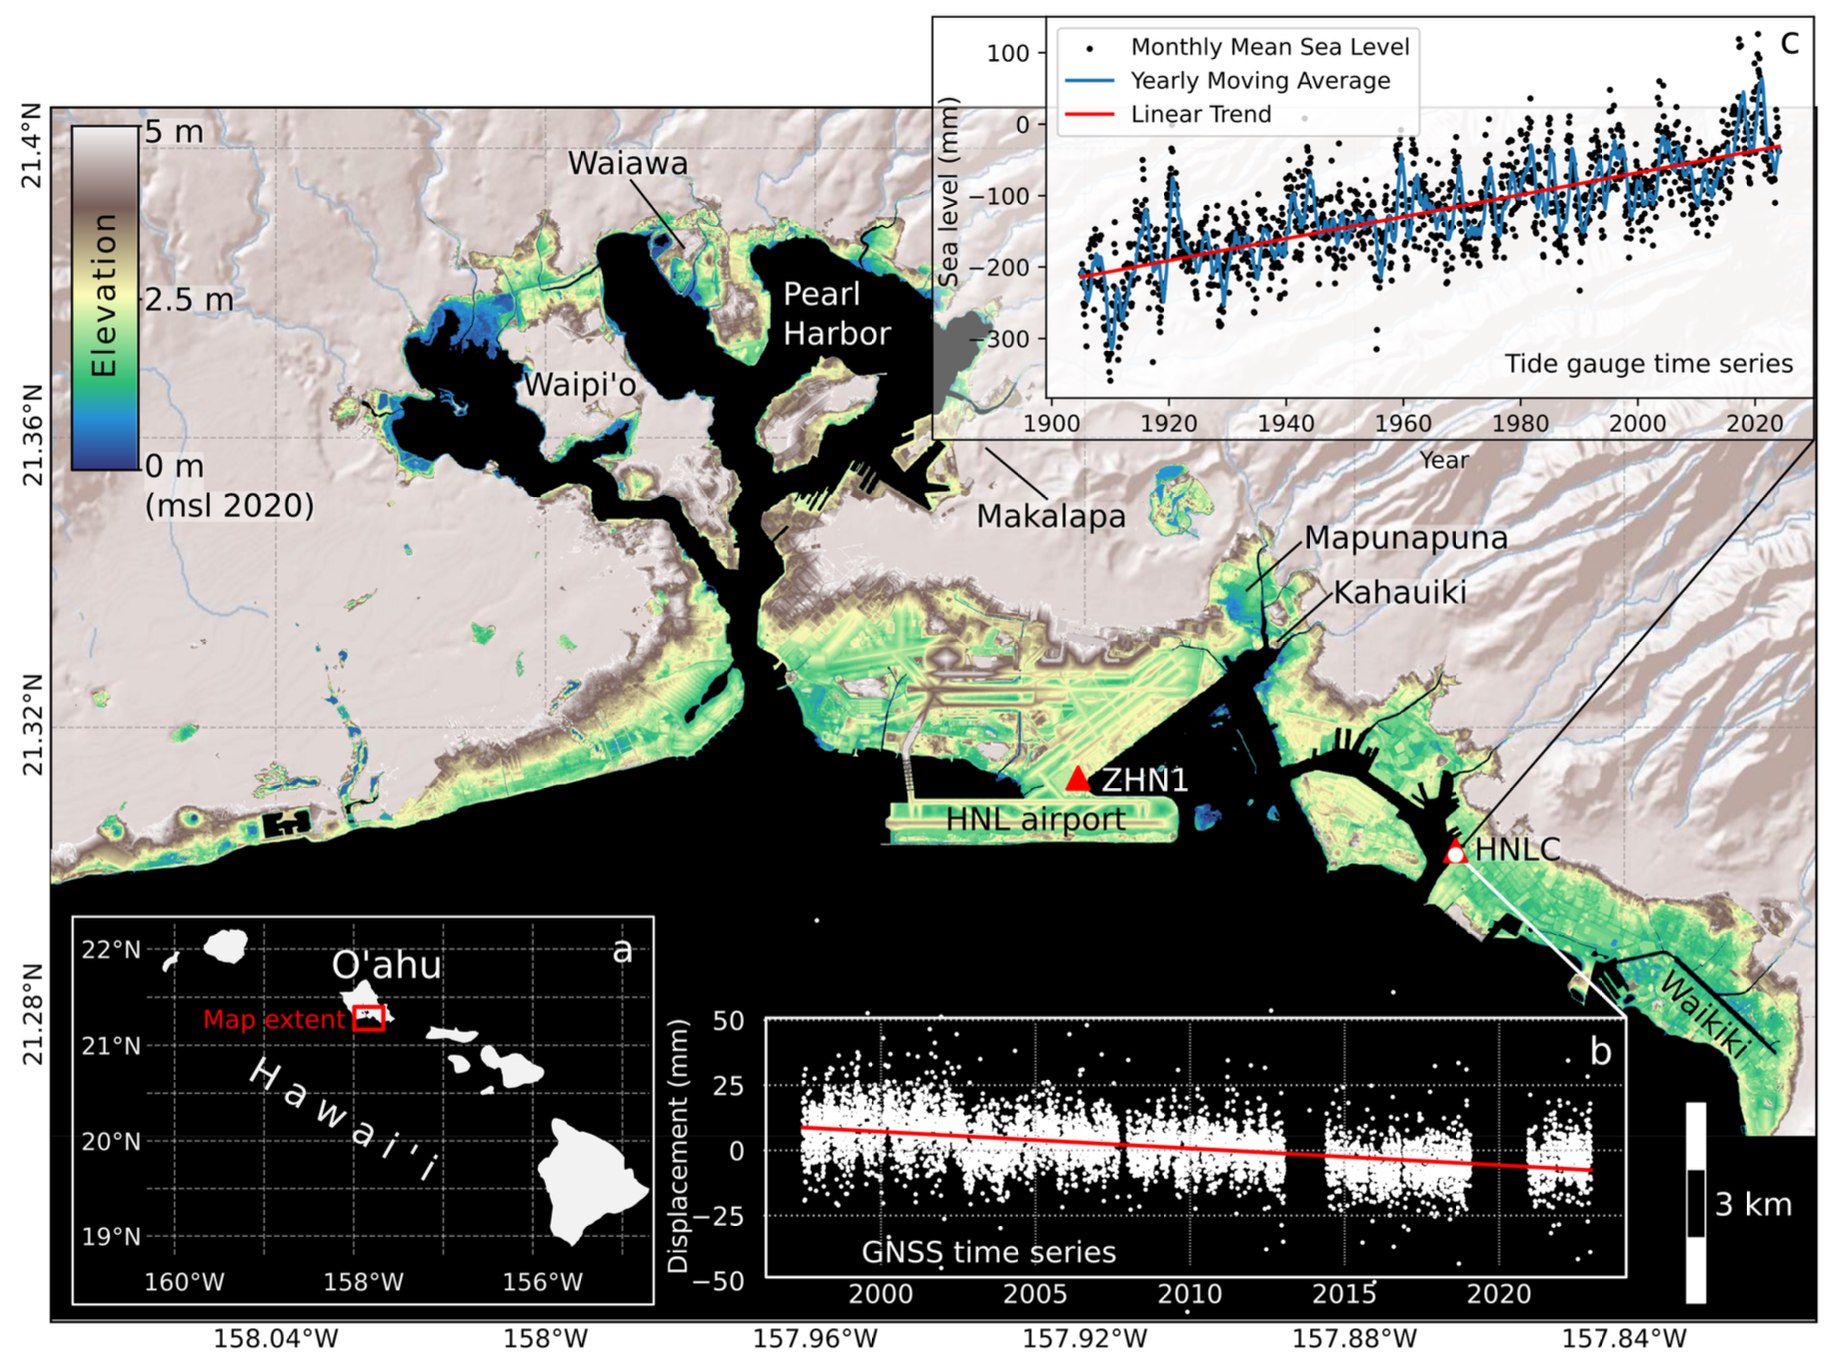 c
Monthly Mean Sea Level
Yearly Moving Average
Linear Trend
100
0
−100
−200
−300
Sea level (mm)
Tide gauge time series
1900 1920 1940 1960 1980 2000 2020
Year
21.4°N
21.36°N
21.32°N
21.28°N
5 m
2.5 m
0 m
(msl 2020)
Elevation
Waiawa
Pearl
Harbor
Waipi'o
Makalapa
Mapunapuna
Kahauiki
ZHN1
HNL airport
HNLC
Waikiki
a
22°N
21°N
20°N
19°N
O'ahu
Map extent
Hawai'i
160°W 158°W 156°W
b
Displacement (mm)
50
25
0
−25
−50
GNSS time series
2000 2005 2010 2015 2020
3 km
158.04°W 158°W 157.96°W 157.92°W 157.88°W 157.84°W